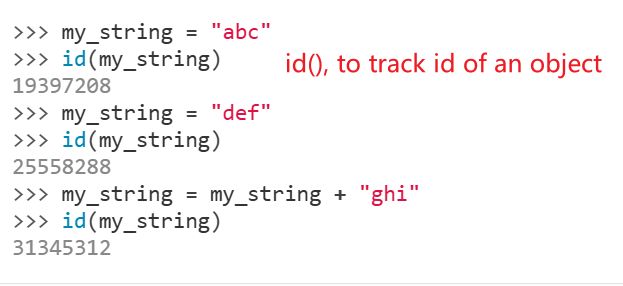 >>> my_string = "abc"
>>> id(my_string)
id(), to track id of an object
19397208
>>> my_string = "def"
>>> id(my_string)
25558288
>>> my_string = my_string + "ghi"
>>> id(my_string)
31345312